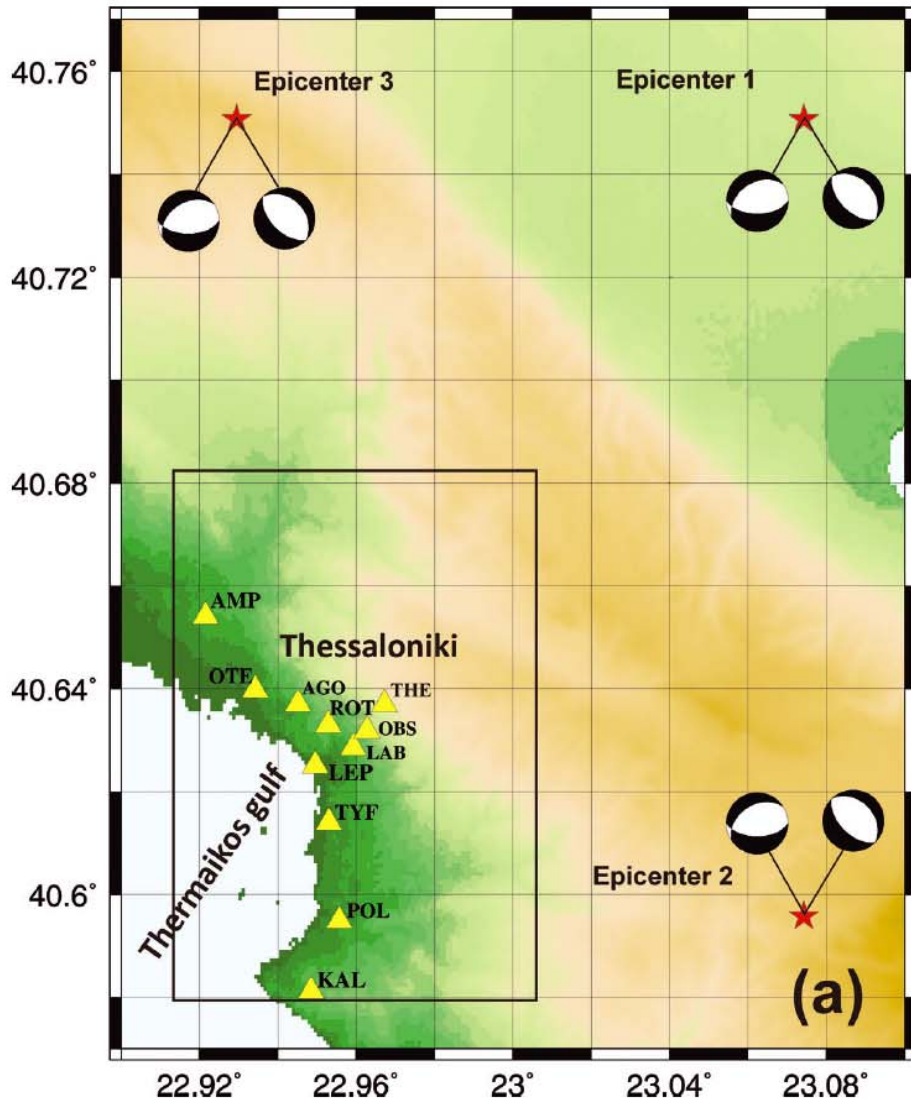 40.76°
Epicenter 3
Epicenter 1
40.72°
40.68°
AMP
Thessaloniki
OTE
AGO
THE
40.64°
ROT
OBS
LAB
LEP
Thermaikos gulf
TYF
Epicenter 2
40.6°
POL
KAL
(a)
22.92° 22.96° 23° 23.04° 23.08°